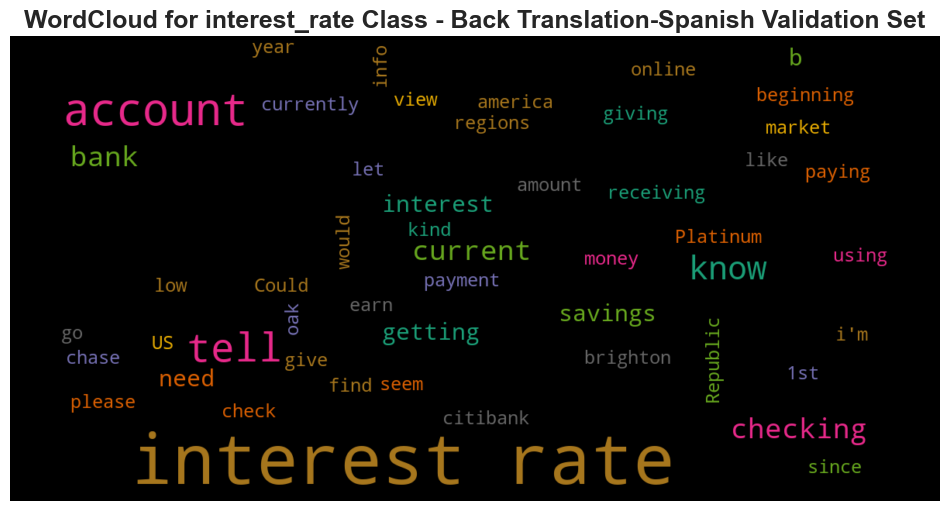 WordCloud for interest_rate Class - Back Translation-Spanish Validation Set
year
info
online
b
account
currently
view
america
regions
giving
beginning
market
bank
let
amount
like
paying
receiving
interest
kind
would
current
Platinum
know
money
using
payment
low
Could
earn
oak
savings
go
US
tell
getting
Republic
i'm
chase
give
brighton
1st
need
find
seem
please
check
citibank
checking
interest rate
since